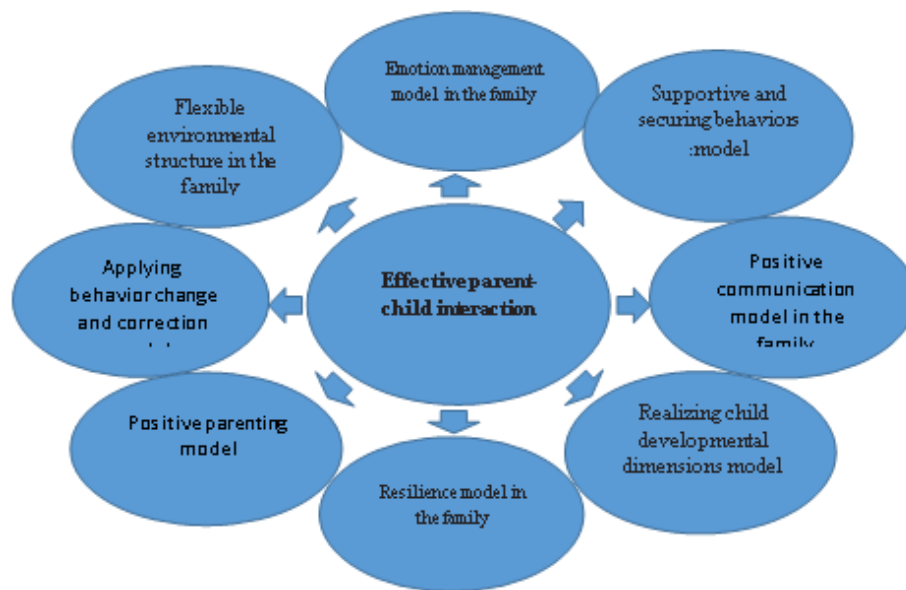 Emotion management
model in the family
Supportive and
securing behaviors
:model
Flexible
environmental
structure in the
family
Effective parent-
child interaction
Positive
communication
model in the
family
Applying
behavior change
and correction
Realizing child
developmental
dimensions model
Positive parenting
model
Resilience model in
the family